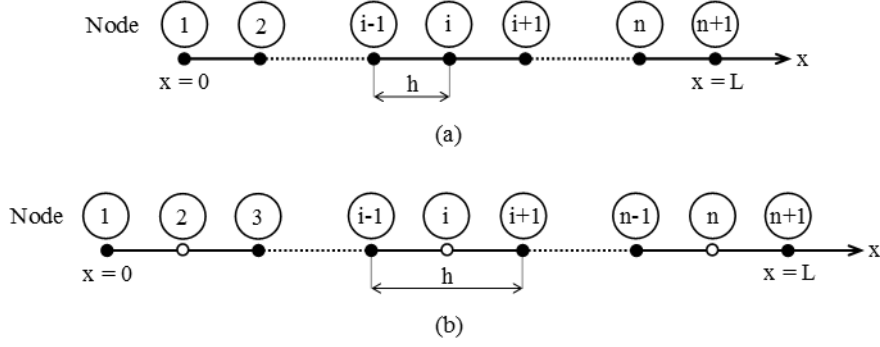 Node 1 2 i-1 i i+1 n n+1
x
x = 0 h x = L
(a)
Node 1 2 3 i-1 i i+1 n-1 n n+1
x
x = 0 h x = L
(b)